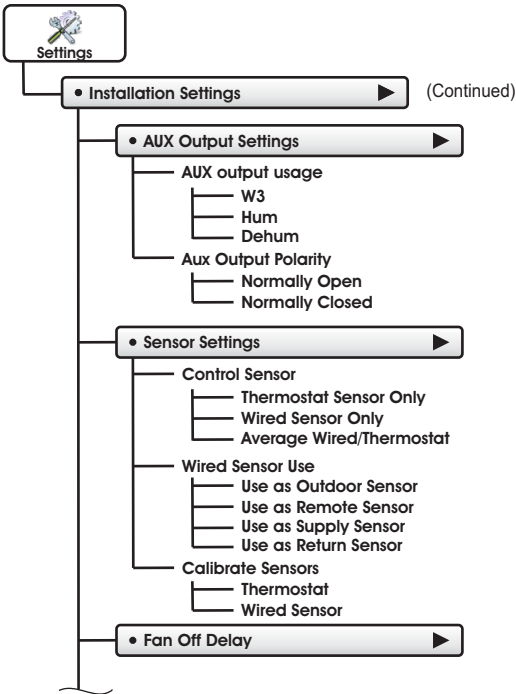 Settings
• Installation Settings
(Continued)
• AUX Output Settings
AUX output usage
W3
Hum
Dehum
Aux Output Polarity
Normally Open
Normally Closed
• Sensor Settings
Control Sensor
Thermostat Sensor Only
Wired Sensor Only
Average Wired/Thermostat
Wired Sensor Use
Use as Outdoor Sensor
Use as Remote Sensor
Use as Supply Sensor
Use as Return Sensor
Calibrate Sensors
Thermostat
Wired Sensor
• Fan Off Delay